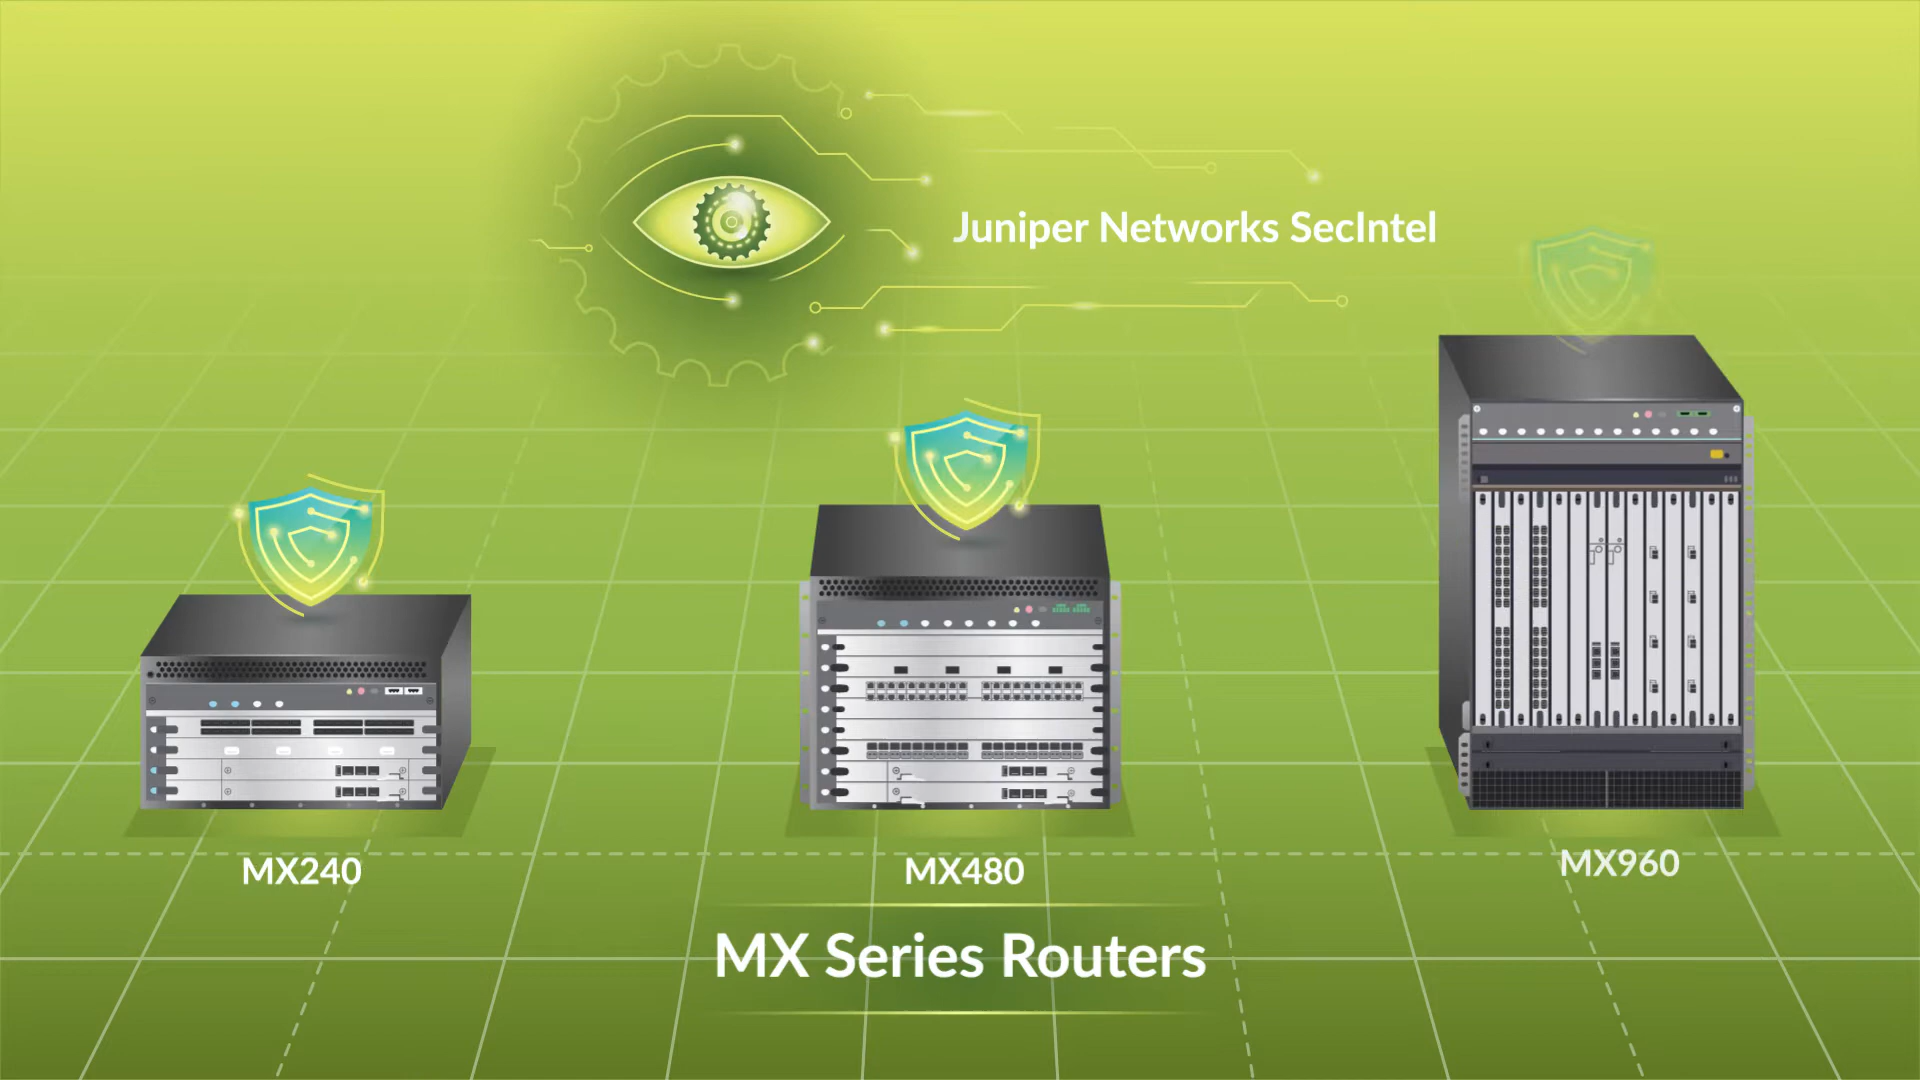 Juniper Networks SecIntel
MX240
MX480
MX960
MX Series Routers